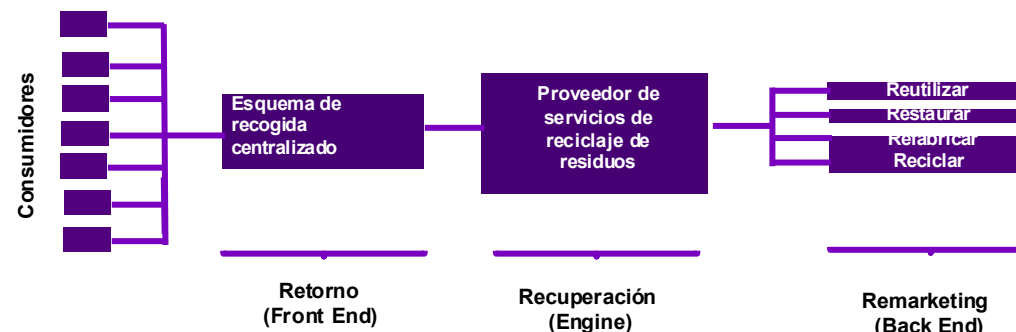 Consumidores
Esquema de
recogida
centralizado
Proveedor de
servicios de
reciclaje de
residuos
Reutilizar
Restaurar
Refabricar
Reciclar
Retorno
(Front End)
Recuperación
(Engine)
Remarketing
(Back End)